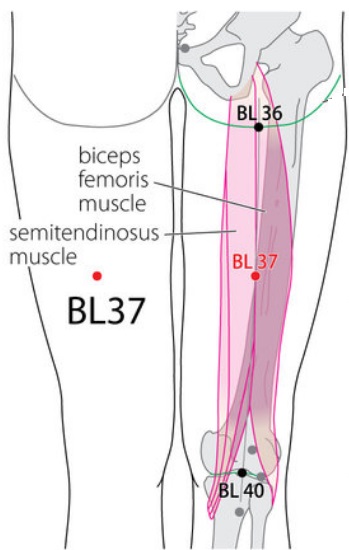 BL 36
biceps
femoris
muscle
semitendinosus
muscle
BL 37
BL37
BL 40